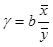 γ = b x̄/ȳ